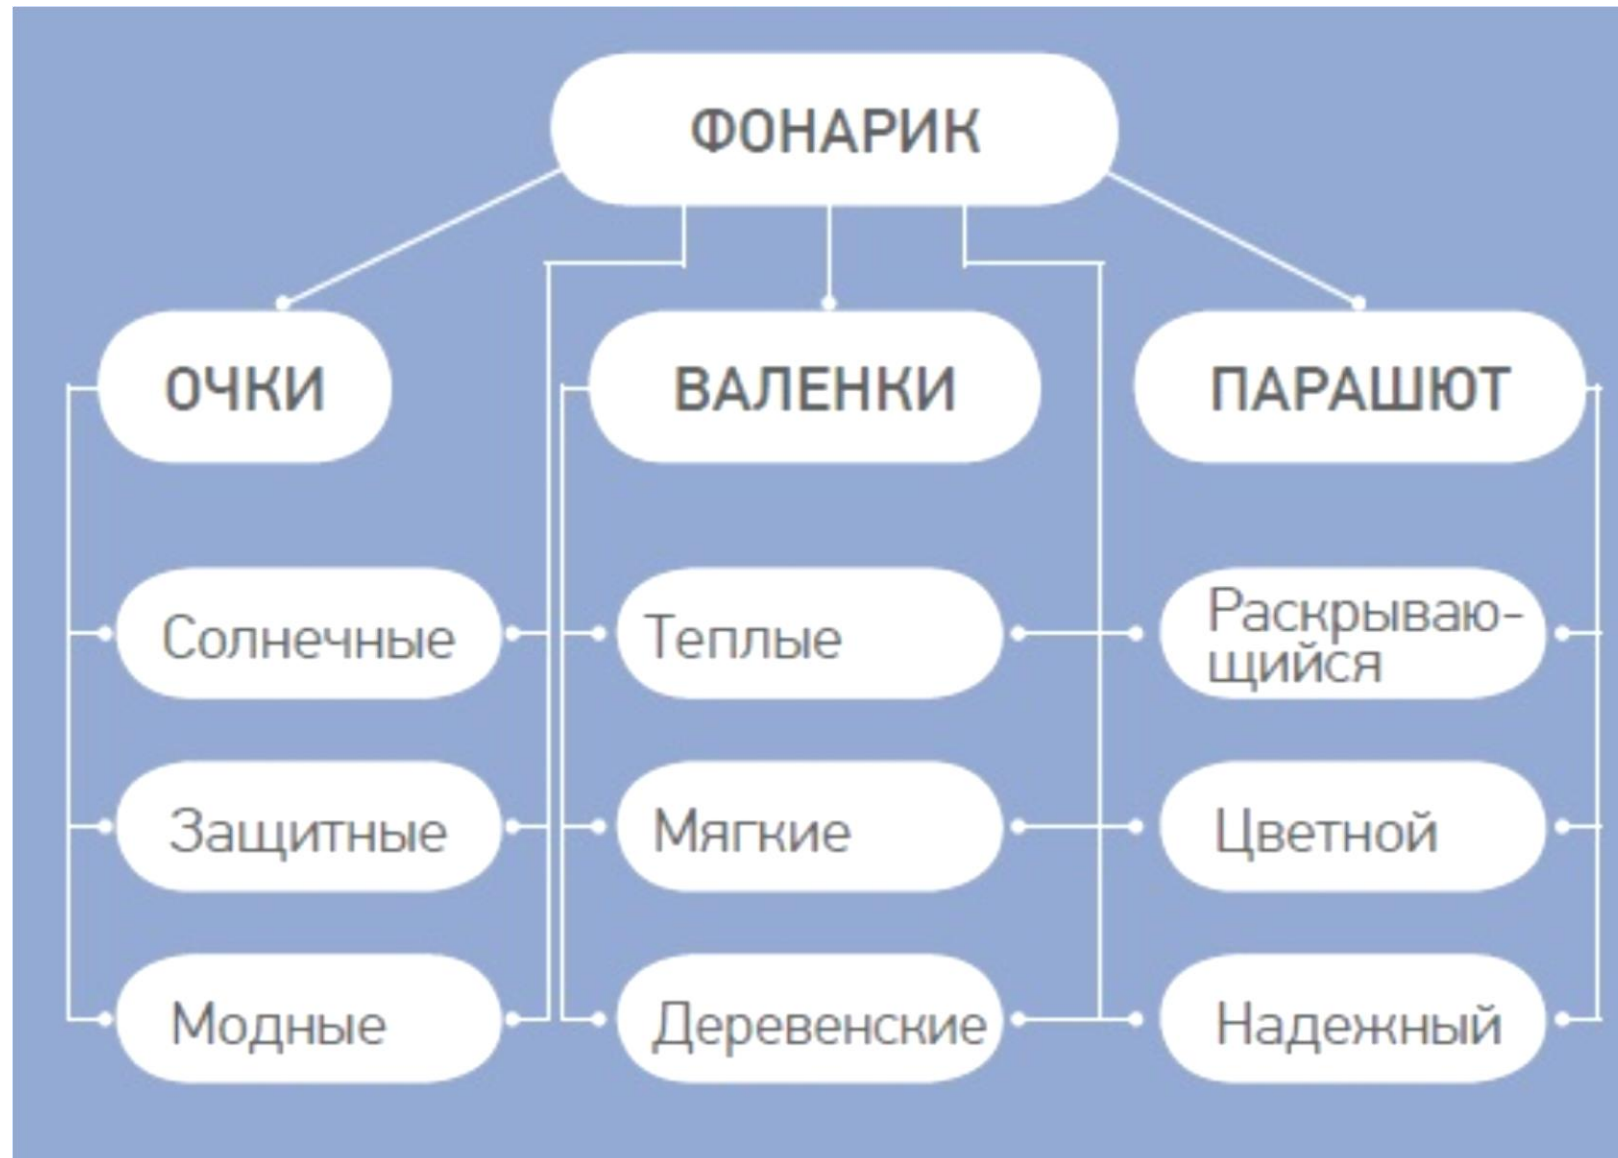 ФОНАРИК
ОЧКИ
ВАЛЕНКИ
ПАРАШЮТ
Солнечные
Теплые
Раскрываю-
щийся
Защитные
Мягкие
Цветной
Модные
Деревенские
Надежный